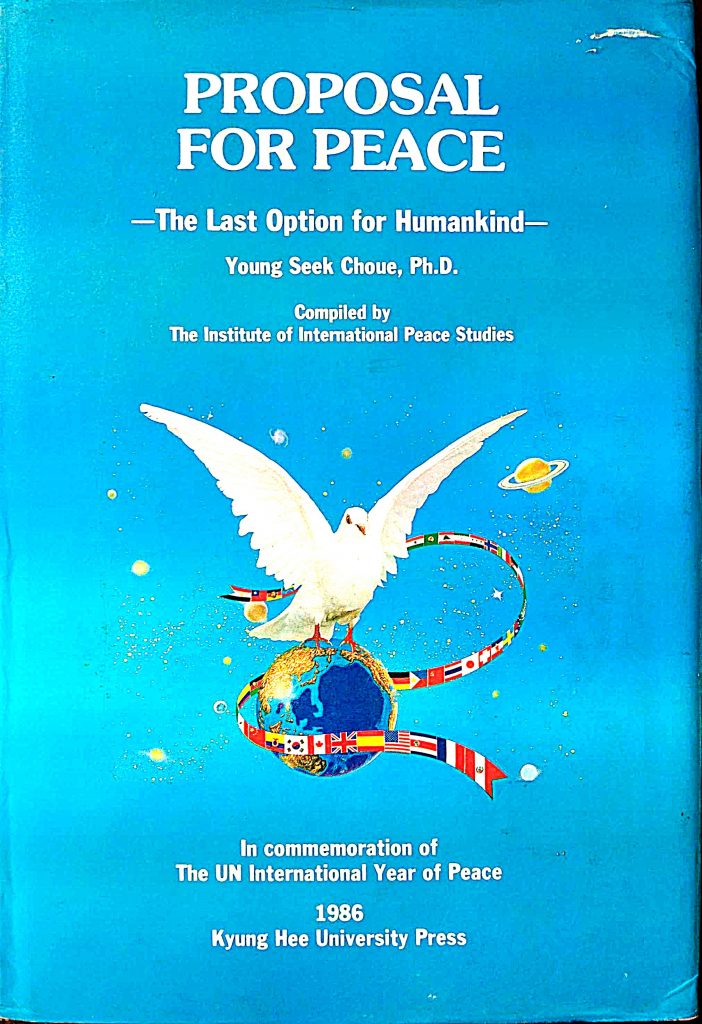 PROPOSAL
FOR PEACE
—The Last Option for Humankind—
Young Seek Choue, Ph.D.
Compiled by
The Institute of International Peace Studies
In commemoration of
The UN International Year of Peace
1986
Kyung Hee University Press